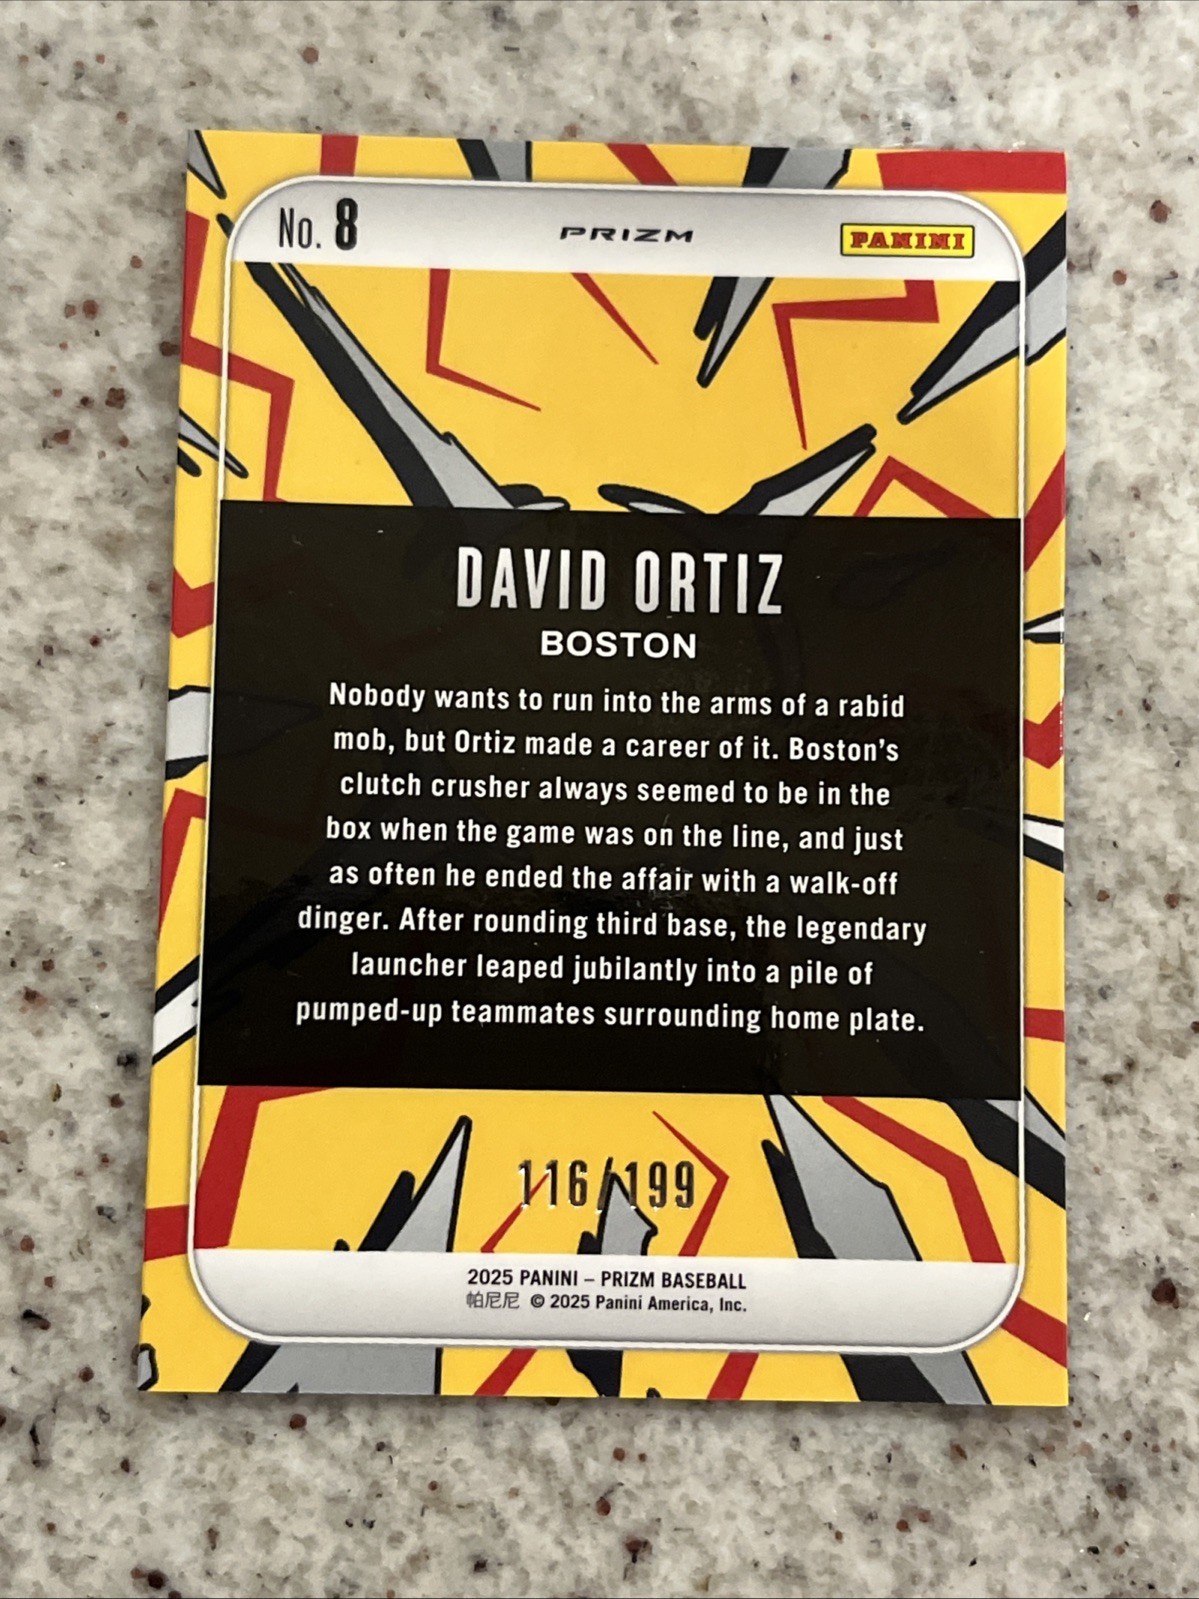 No. 8
PRIZM
PANINI
DAVID ORTIZ
BOSTON
Nobody wants to run into the arms of a rabid
mob, but Ortiz made a career of it. Boston's
clutch crusher always seemed to be in the
box when the game was on the line, and just
as often he ended the affair with a walk-off
dinger. After rounding third base, the legendary
launcher leaped jubilantly into a pile of
pumped-up teammates surrounding home plate.
116/199
2025 PANINI – PRIZM BASEBALL
帕尼尼 © 2025 Panini America, Inc.